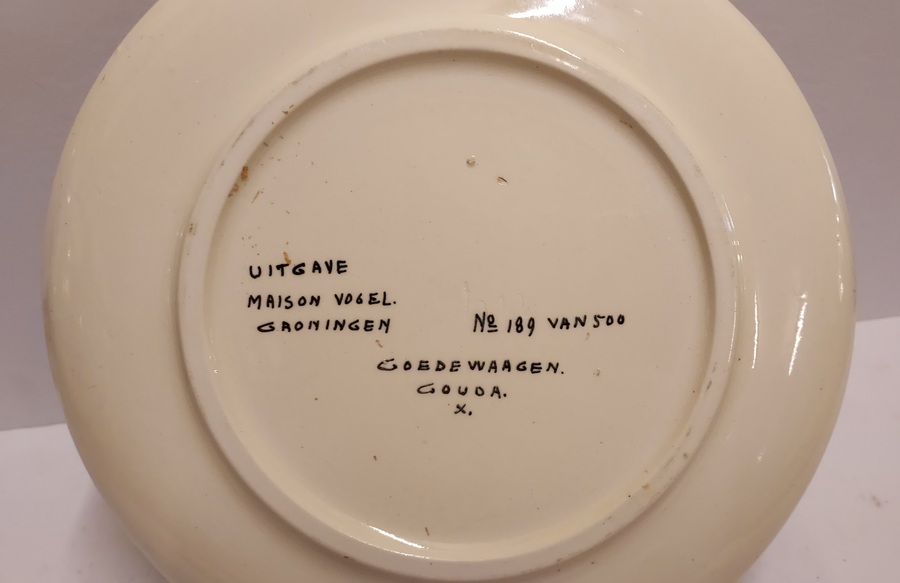 UITGAVE
MAISON VOGEL.
GRONINGEN
No 189 VAN 500
GOEDEWAAGEN.
GOUDA.
X.